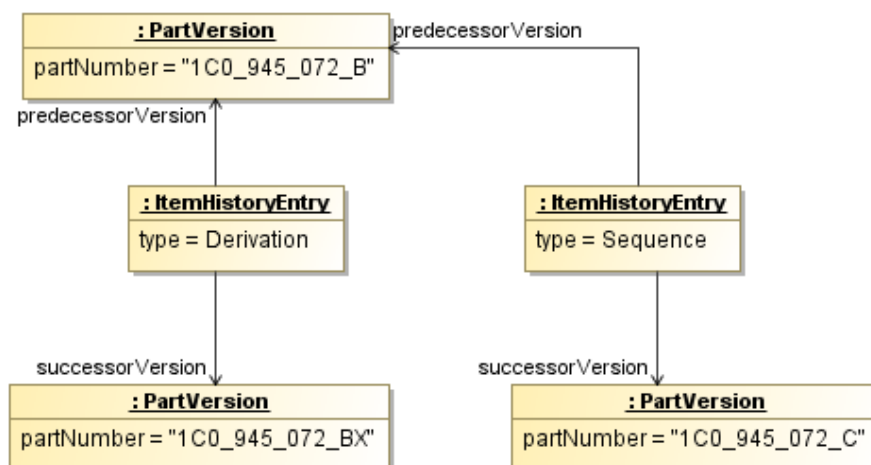 : PartVersion
predecessorVersion
partNumber = "1C0_945_072_B"
predecessorVersion
: ItemHistoryEntry
type = Derivation
: ItemHistoryEntry
type = Sequence
successorVersion
successorVersion
: PartVersion
partNumber = "1C0_945_072_BX"
: PartVersion
partNumber = "1C0_945_072_C"